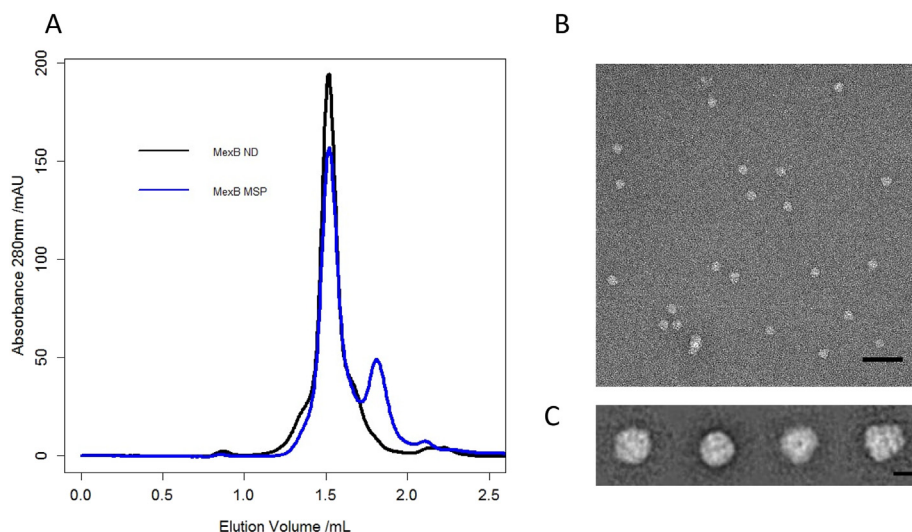 A
B
200
150
100
50
0
Absorbance 280nm /mAU
MexB ND
MexB MSP
0.0 0.5 1.0 1.5 2.0 2.5
Elution Volume /mL
C